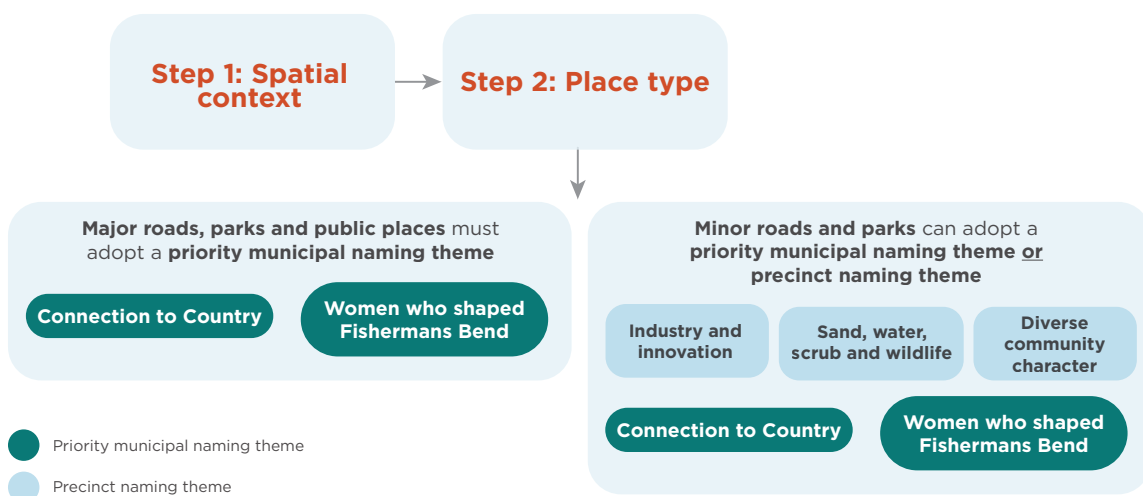 Step 1: Spatial
context
Step 2: Place type
Major roads, parks and public places must
adopt a priority municipal naming theme
Connection to Country
Women who shaped
Fishermans Bend
Minor roads and parks can adopt a
priority municipal naming theme or
precinct naming theme
Industry and
innovation
Sand, water,
scrub and wildlife
Diverse
community
character
Connection to Country
Women who shaped
Fishermans Bend
Priority municipal naming theme
Precinct naming theme